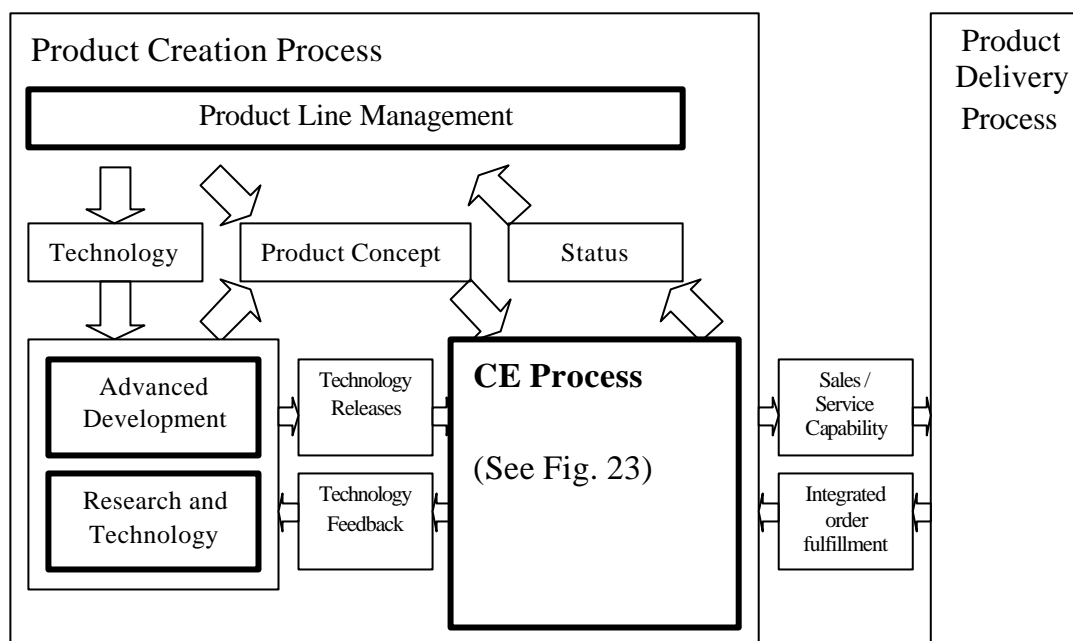 Product Creation Process
Product Line Management
Product
Delivery
Process
Technology
Product Concept
Status
Advanced
Development
Technology
Releases
CE Process
(See Fig. 23)
Sales /
Service
Capability
Research and
Technology
Technology
Feedback
Integrated
order
fulfillment